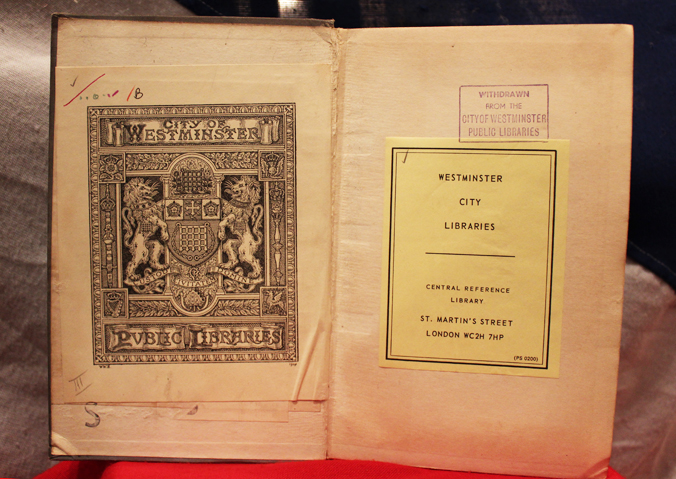 CITY OF
WESTMINSTER
PUBLIC LIBRARIES
III
S
WITHDRAWN
FROM THE
CITY OF WESTMINSTER
PUBLIC LIBRARIES
WESTMINSTER
CITY
LIBRARIES
CENTRAL REFERENCE
LIBRARY
ST. MARTIN'S STREET
LONDON WC2H 7HP
(PS 0200)